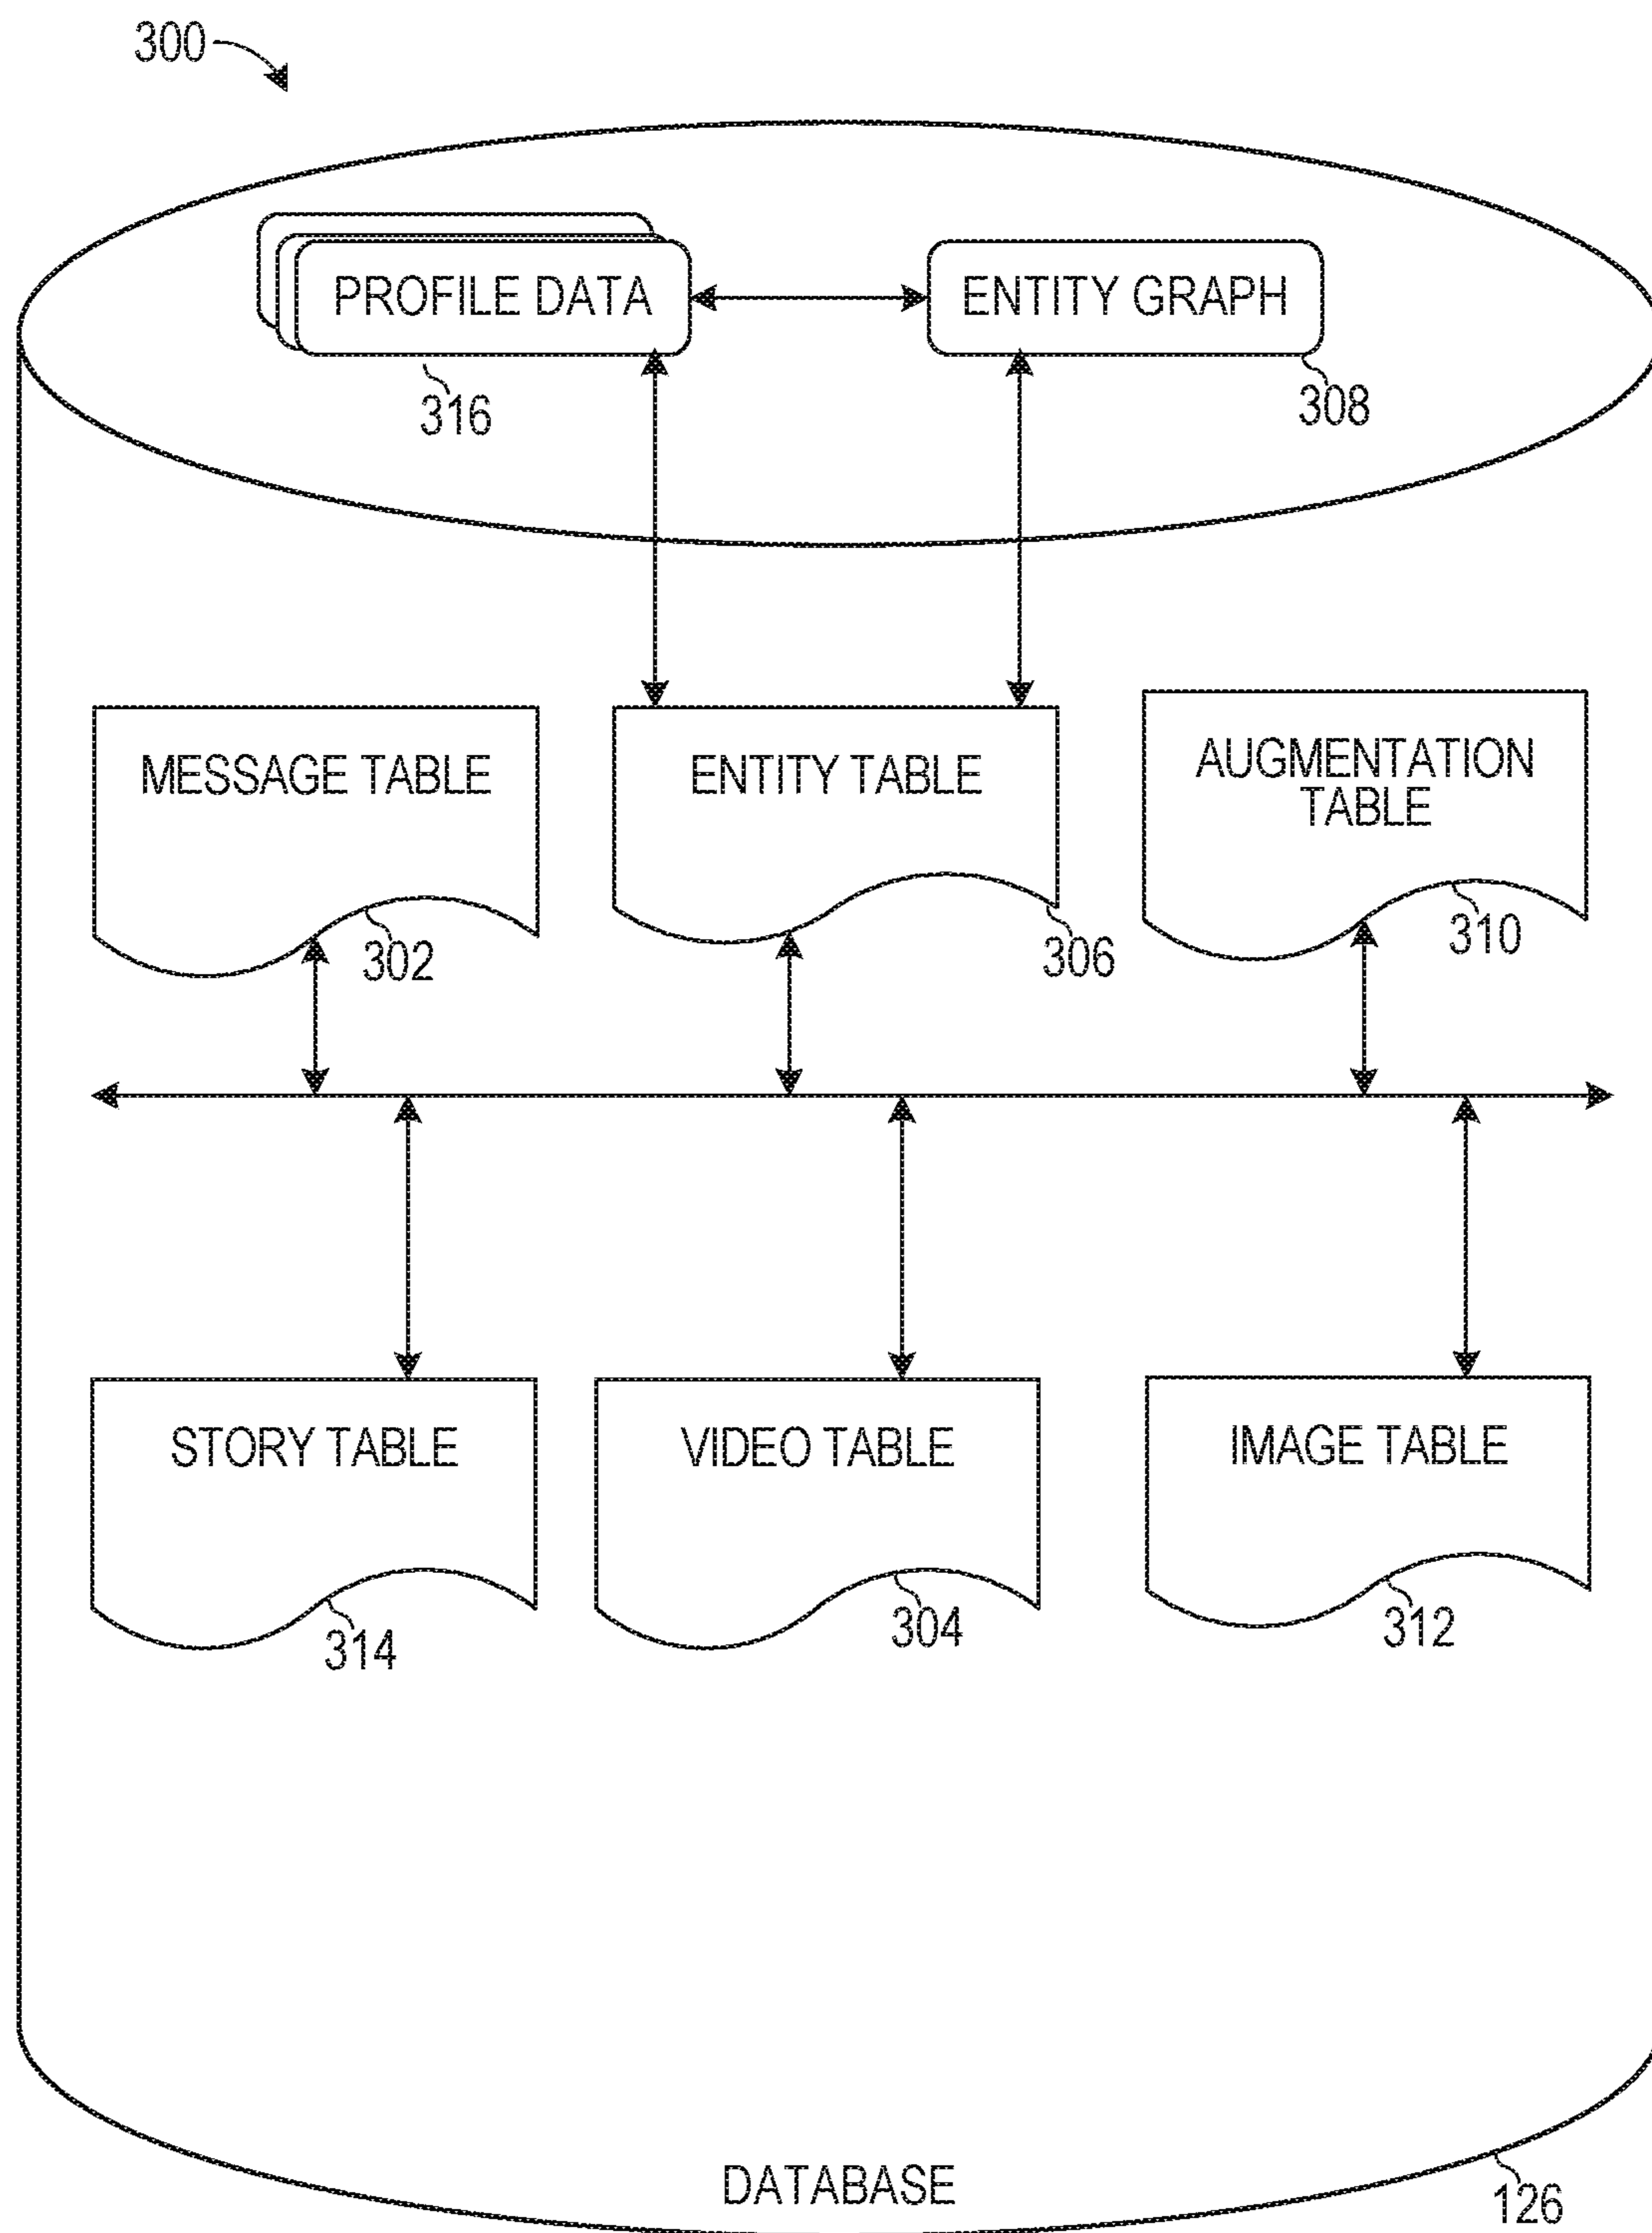 300
PROFILE DATA
ENTITY GRAPH
316
308
MESSAGE TABLE
ENTITY TABLE
AUGMENTATION
TABLE
302
306
310
STORY TABLE
VIDEO TABLE
IMAGE TABLE
314
304
312
DATABASE
126